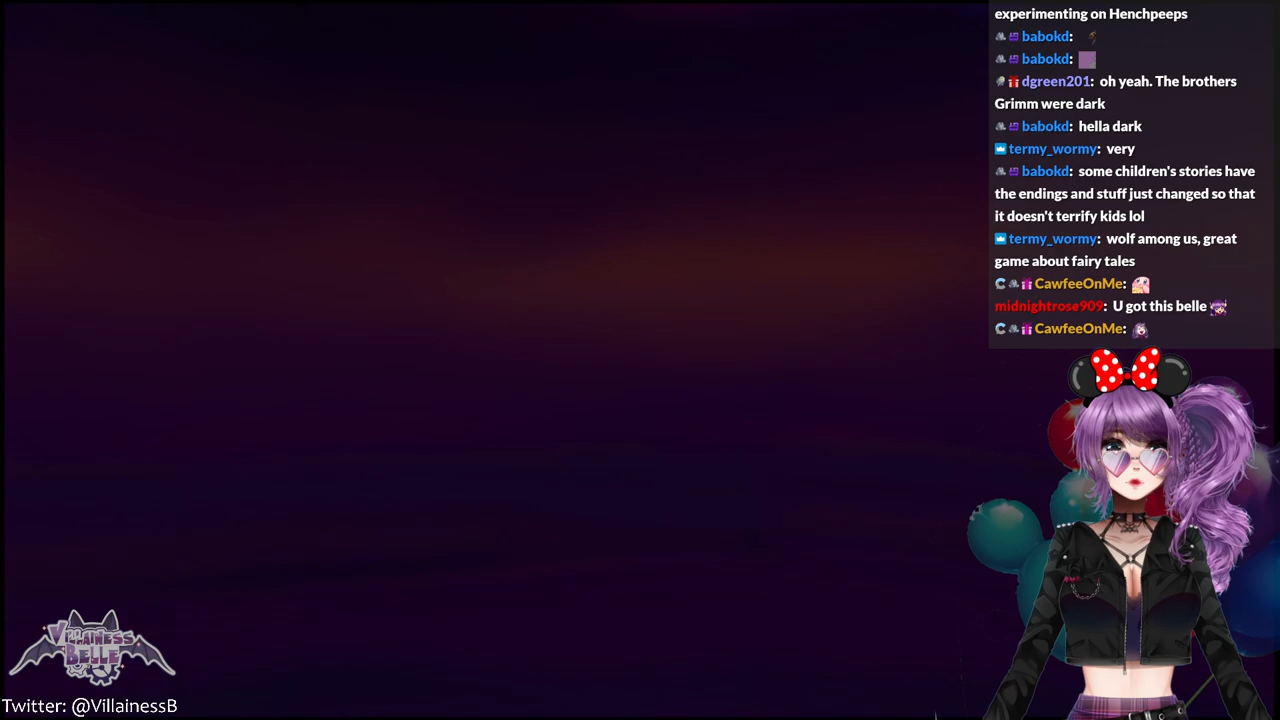 experimenting on Henchpeeps
babokd:
babokd:
dgreen201: oh yeah. The brothers
Grimm were dark
babokd: hella dark
termy_wormy: very
babokd: some children's stories have
the endings and stuff just changed so that
it doesn't terrify kids lol
termy_wormy: wolf among us, great
game about fairy tales
CawfeeOnMe:
midnightrose909: U got this belle
CawfeeOnMe:
VILLAINESS
BELLE
Twitter: @VillainessB